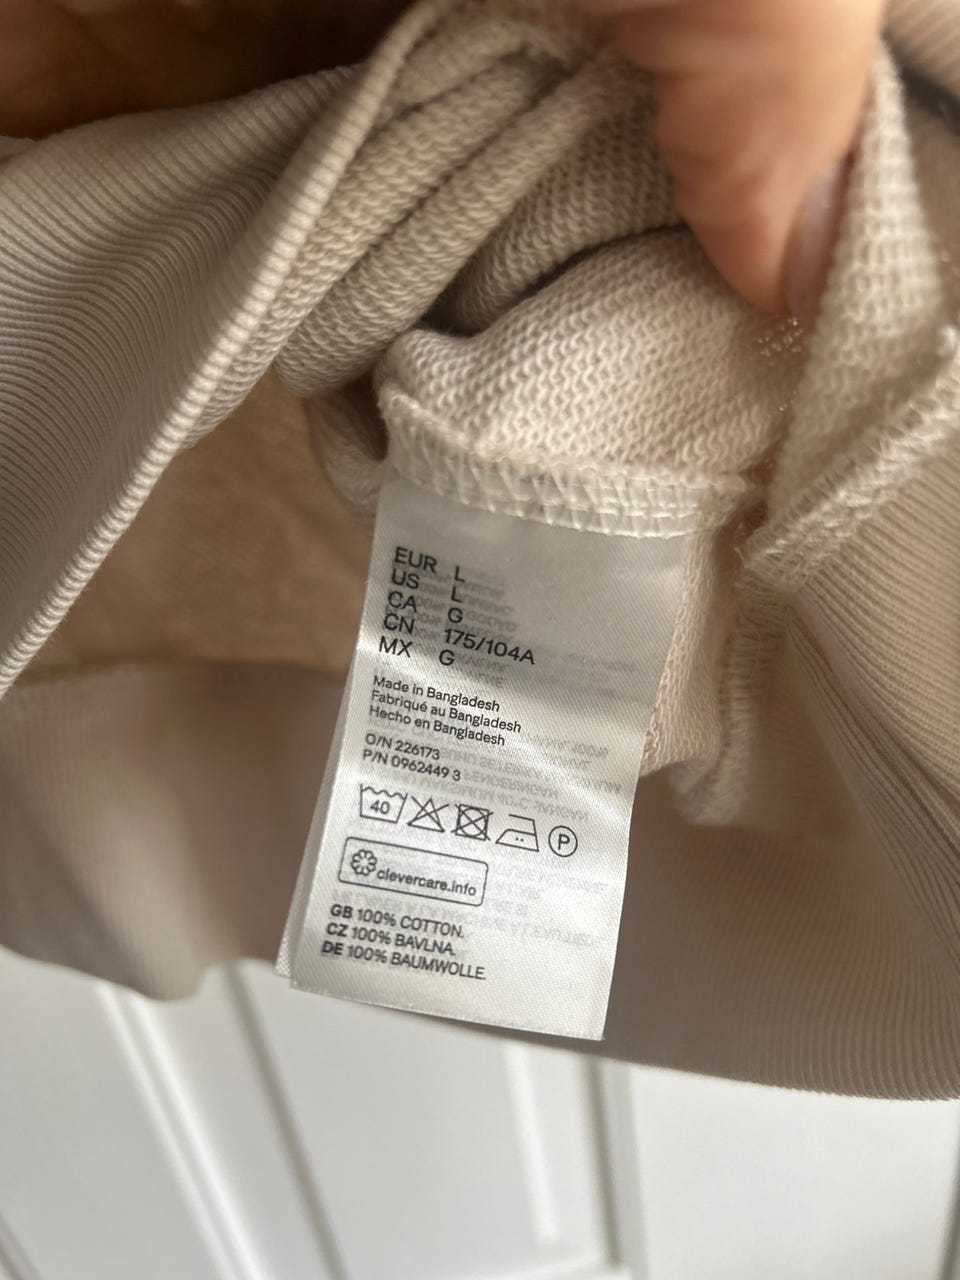 EUR L
US L
CA G
CN 175/104A
MX G
Made in Bangladesh
Fabriqué au Bangladesh
Hecho en Bangladesh
O/N 226173
P/N 0962449 3
40 P
clevercare.info
GB 100% COTTON.
CZ 100% BAVLNA.
DE 100% BAUMWOLLE.